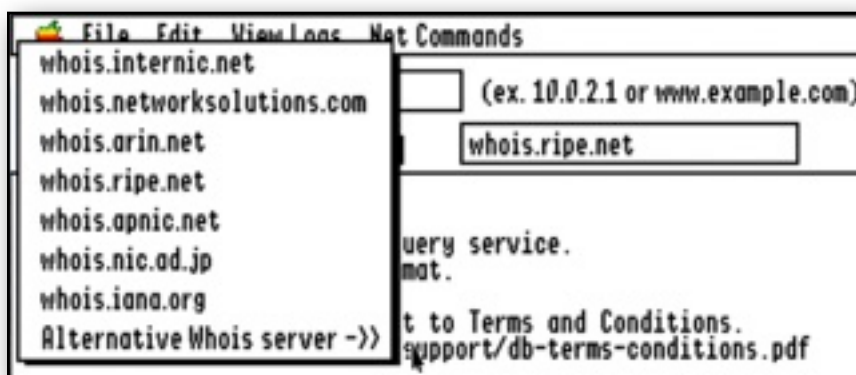 File Edit View Logs Net Commands
whois.internic.net
whois.networksolutions.com
whois.arin.net
whois.ripe.net
whois.apnic.net
whois.nic.ad.jp
whois.iana.org
Alternative Whois server ->>
(ex. 10.0.2.1 or www.example.com)
whois.ripe.net
uery service.
mat.
t to Terms and Conditions.
support/db-terms-conditions.pdf